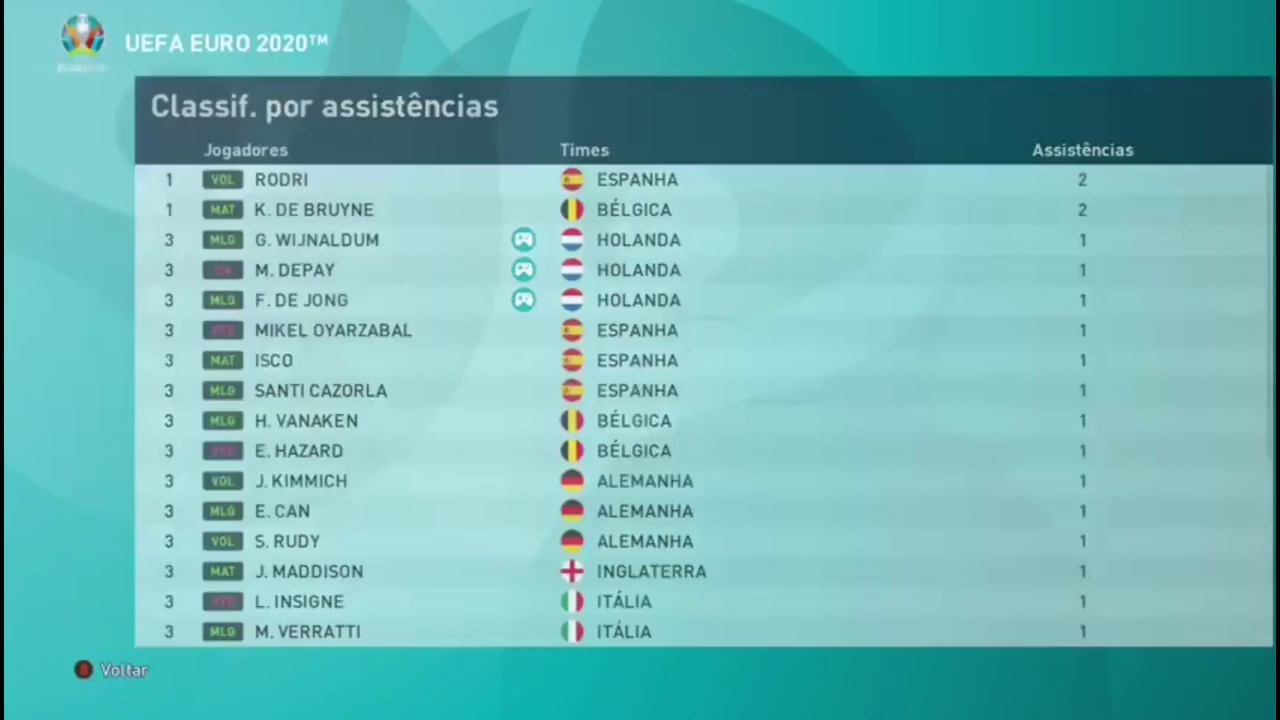 UEFA EURO 2020™
Classif. por assistências
Jogadores Times Assistências
1 VOL RODRI ESPANHA 2
1 MAT K. DE BRUYNE BÉLGICA 2
3 MLG G. WIJNALDUM HOLANDA 1
3 M. DEPAY HOLANDA 1
3 MLG F. DE JONG HOLANDA 1
3 MIKEL OYARZABAL ESPANHA 1
3 MAT ISCO ESPANHA 1
3 MLG SANTI CAZORLA ESPANHA 1
3 MLG H. VANAKEN BÉLGICA 1
3 E. HAZARD BÉLGICA 1
3 VOL J. KIMMICH ALEMANHA 1
3 MLG E. CAN ALEMANHA 1
3 VOL S. RUDY ALEMANHA 1
3 MAT J. MADDISON INGLATERRA 1
3 L. INSIGNE ITÁLIA 1
3 MLG M. VERRATTI ITÁLIA 1
Voltar